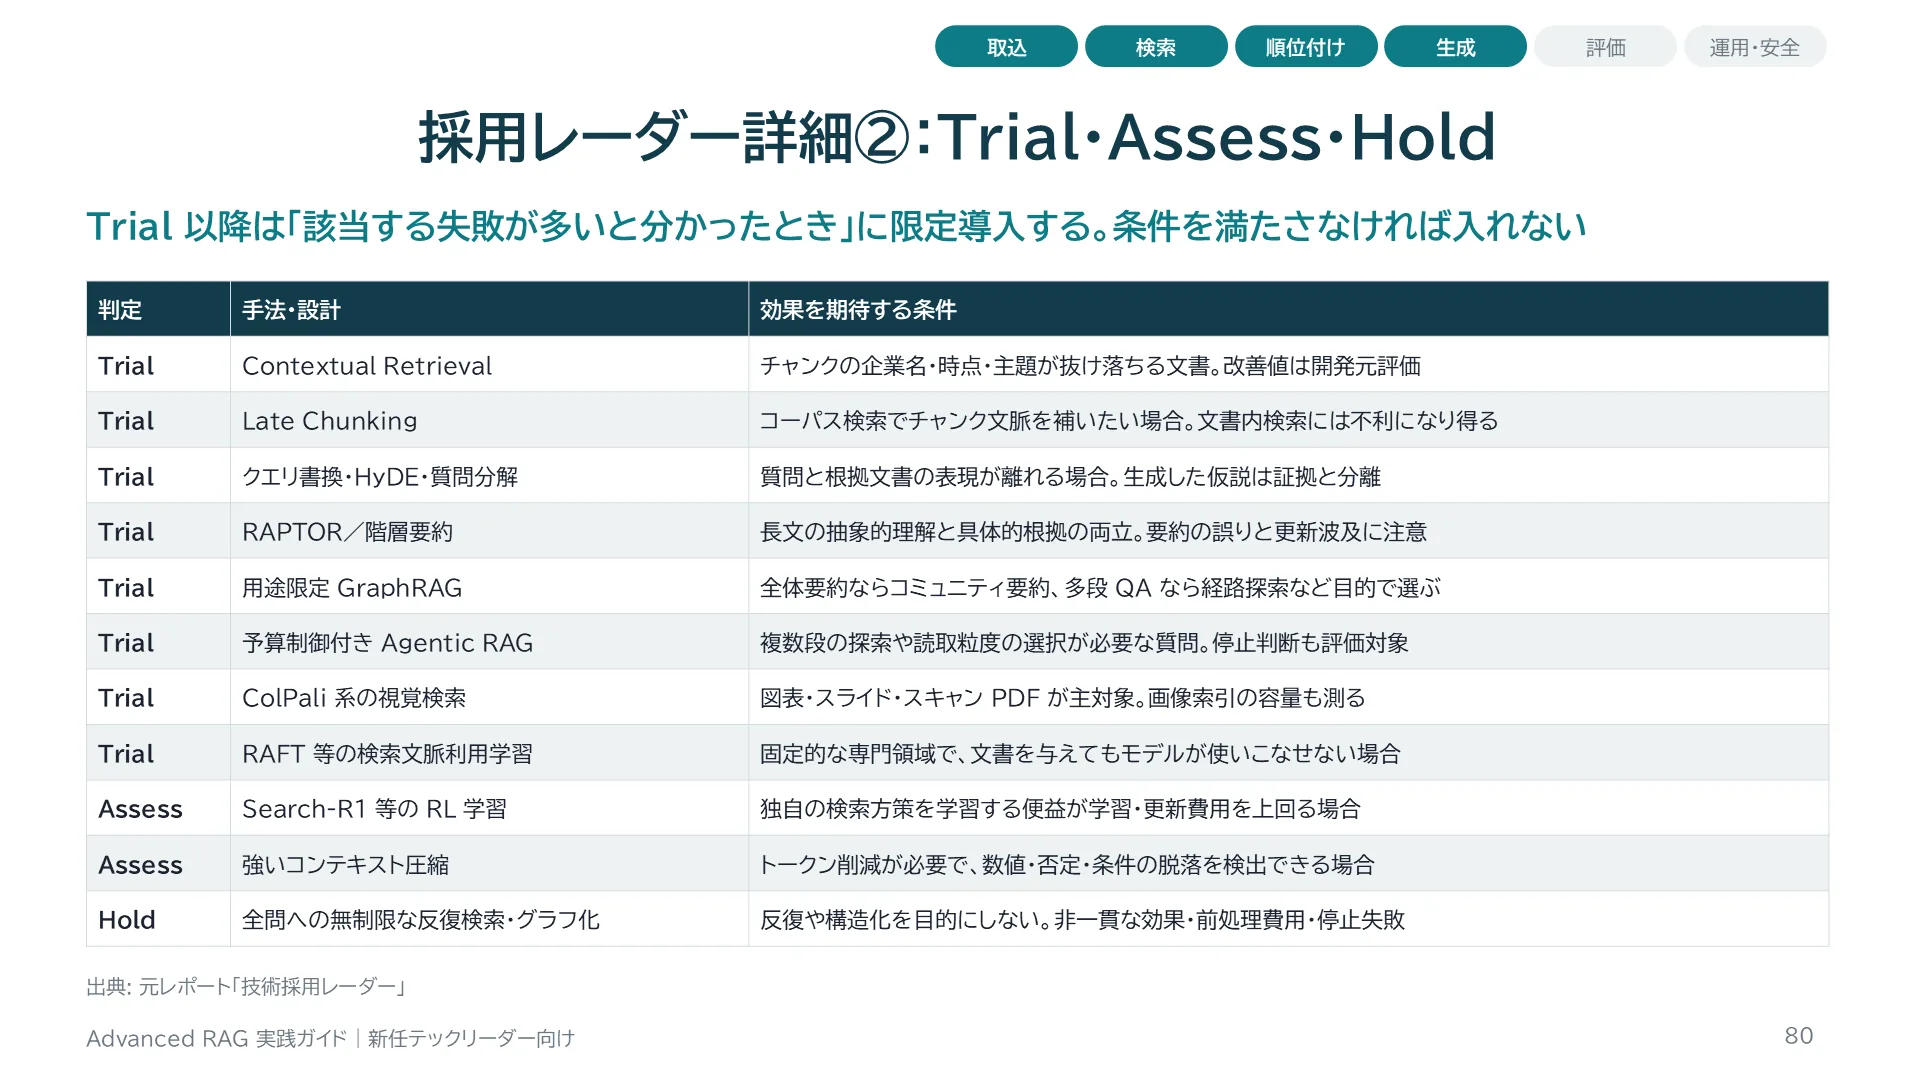 取込 検索 順位付け 生成 評価 運用・安全
採用レーダー詳細②：Trial・Assess・Hold
Trial 以降は「該当する失敗が多いと分かったとき」に限定導入する。条件を満たさなければ入れない
判定 手法・設計 効果を期待する条件
Trial Contextual Retrieval チャンクの企業名・時点・主題が抜け落ちる文書。改善値は開発元評価
Trial Late Chunking コーパス検索でチャンク文脈を補いたい場合。文書内検索には不利になり得る
Trial クエリ書換・HyDE・質問分解 質問と根拠文書の表現が離れる場合。生成した仮説は証拠と分離
Trial RAPTOR／階層要約 長文の抽象的理解と具体的根拠の両立。要約の誤りと更新波及に注意
Trial 用途限定 GraphRAG 全体要約ならコミュニティ要約、多段 QA なら経路探索など目的で選ぶ
Trial 予算制御付き Agentic RAG 複数段の探索や読取粒度の選択が必要な質問。停止判断も評価対象
Trial ColPali 系の視覚検索 図表・スライド・スキャン PDF が主対象。画像索引の容量も測る
Trial RAFT 等の検索文脈利用学習 固定的な専門領域で、文書を与えてもモデルが使いこなせない場合
Assess Search-R1 等の RL 学習 独自の検索方策を学習する便益が学習・更新費用を上回る場合
Assess 強いコンテキスト圧縮 トークン削減が必要で、数値・否定・条件の脱落を検出できる場合
Hold 全問への無制限な反復検索・グラフ化 反復や構造化を目的にしない。非一貫な効果・前処理費用・停止失敗
出典: 元レポート「技術採用レーダー」
Advanced RAG 実践ガイド｜新任テックリーダー向け 80